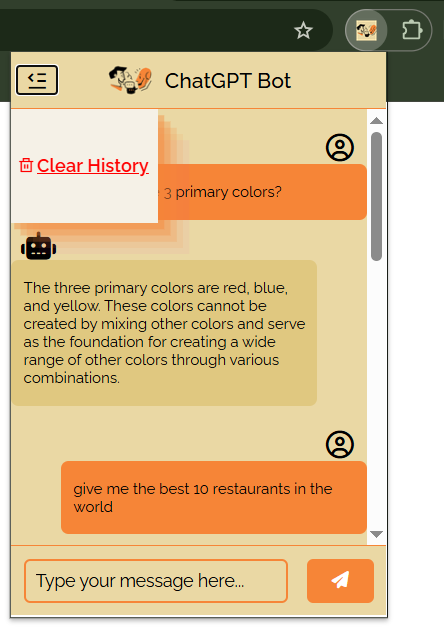 ChatGPT Bot
Clear History
3 primary colors?
The three primary colors are red, blue,
and yellow. These colors cannot be
created by mixing other colors and serve
as the foundation for creating a wide
range of other colors through various
combinations.
give me the best 10 restaurants in the
world
Type your message here...